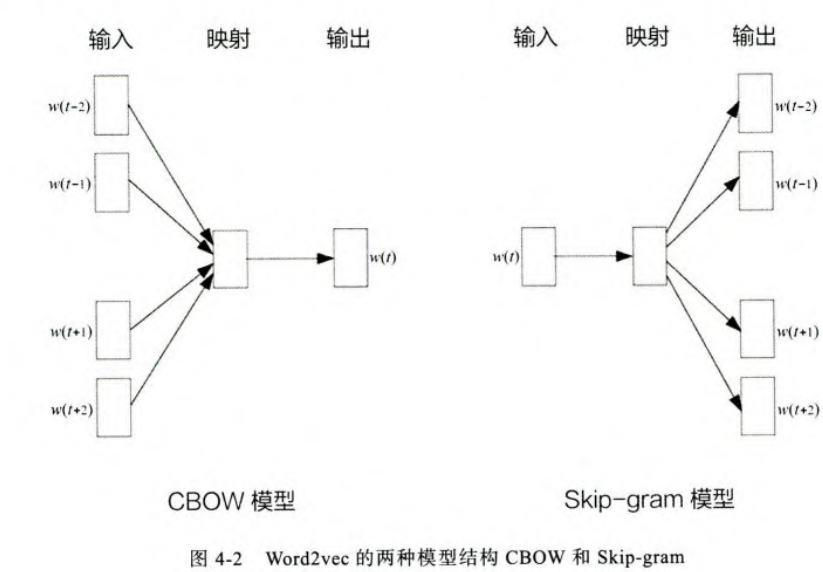 输入 映射 输出 输入 映射 输出
w(t-2) w(t-2)
w(t-1) w(t-1)
w(t) w(t)
w(t+1) w(t+1)
w(t+2) w(t+2)
CBOW 模型 Skip-gram 模型
图 4-2 Word2vec 的两种模型结构 CBOW 和 Skip-gram